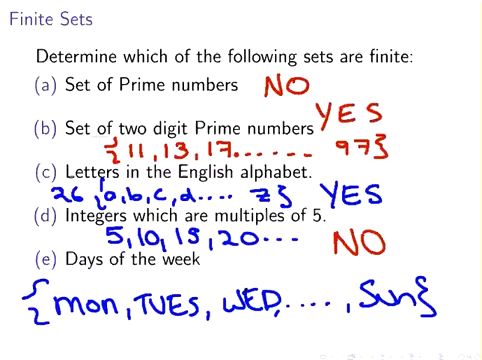 Finite Sets
Determine which of the following sets are finite:
(a) Set of Prime numbers NO
(b) Set of two digit Prime numbers YES
{11, 13, 17....... 97}
(c) Letters in the English alphabet.
26 {a, b, c, d.... z} YES
(d) Integers which are multiples of 5.
5, 10, 15, 20... NO
(e) Days of the week
{mon, TUES, WED, ...., Sun}